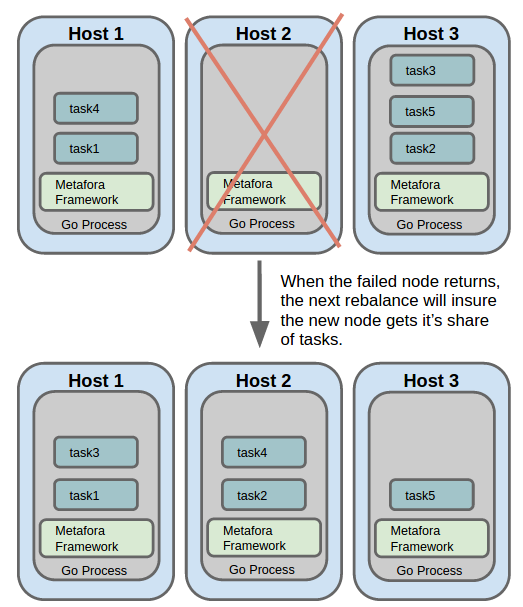 Host 1
task4
task1
Metafora
Framework
Go Process
Host 2
Metafora
Framework
Go Process
Host 3
task3
task5
task2
Metafora
Framework
Go Process
When the failed node returns,
the next rebalance will insure
the new node gets it's share
of tasks.
Host 1
task3
task1
Metafora
Framework
Go Process
Host 2
task4
task2
Metafora
Framework
Go Process
Host 3
task5
Metafora
Framework
Go Process